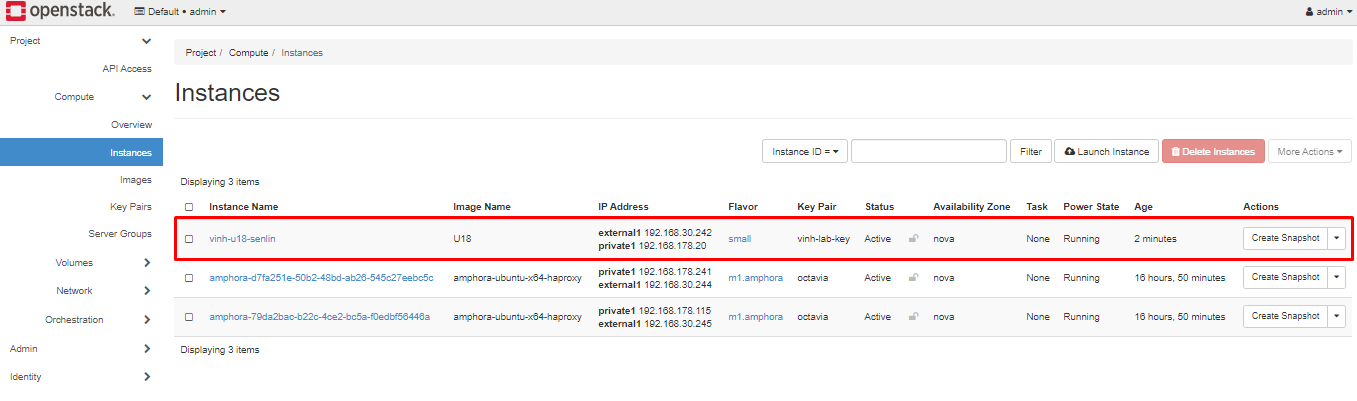 openstack. Default • admin admin
Project
API Access
Compute
Overview
Instances
Images
Key Pairs
Server Groups
Volumes
Network
Orchestration
Admin
Identity
Project / Compute / Instances
Instances
Instance ID = Filter Launch Instance Delete Instances More Actions
Displaying 3 items
Instance Name Image Name IP Address Flavor Key Pair Status Availability Zone Task Power State Age Actions
vinh-u18-senlin U18 external1 192.168.30.242 small vinh-lab-key Active nova None Running 2 minutes Create Snapshot
private1 192.168.178.20
amphora-d7fa251e-50b2-48bd-ab26-545c27eebc5c amphora-ubuntu-x64-haproxy private1 192.168.178.241 m1.amphora octavia Active nova None Running 16 hours, 50 minutes Create Snapshot
external1 192.168.30.244
amphora-79da2bac-b22c-4ce2-bc5a-f0edbf56446a amphora-ubuntu-x64-haproxy private1 192.168.178.115 m1.amphora octavia Active nova None Running 16 hours, 50 minutes Create Snapshot
external1 192.168.30.245
Displaying 3 items